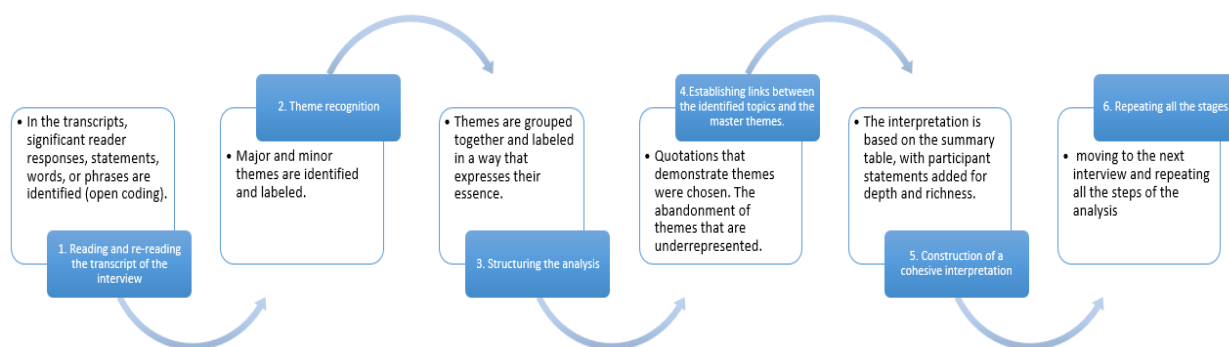 • In the transcripts,
significant reader
responses, statements,
words, or phrases are
identified (open coding).
1. Reading and re-reading
the transcript of the
interview
2. Theme recognition
• Major and minor
themes are identified
and labeled.
• Themes are grouped
together and labeled
in a way that
expresses their
essence.
3. Structuring the analysis
4.Establishing links between
the identified topics and the
master themes.
• Quotations that
demonstrate themes
were chosen. The
abandonment of
themes that are
underrepresented.
• The interpretation is
based on the summary
table, with participant
statements added for
depth and richness.
5. Construction of a
cohesive interpretation
6. Repeating all the stages
• moving to the next
interview and repeating
all the steps of the
analysis